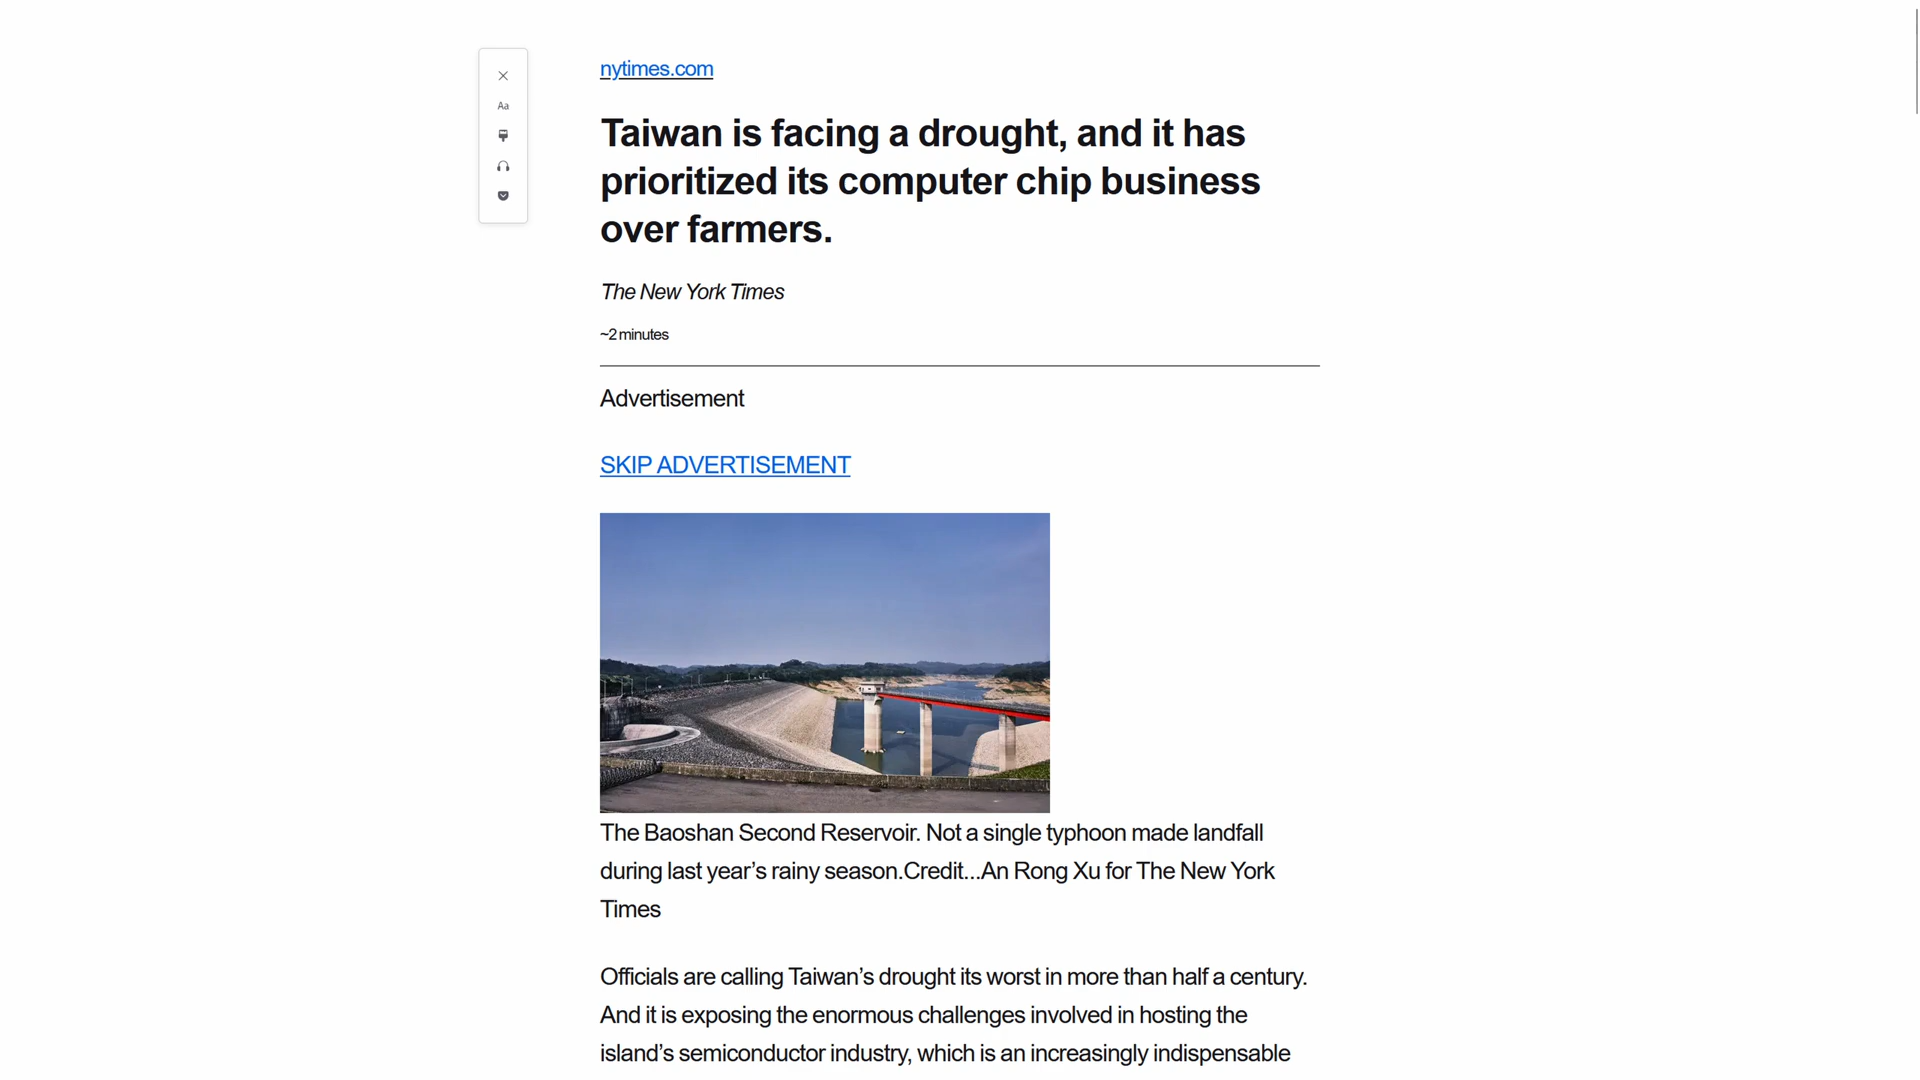 nytimes.com
Taiwan is facing a drought, and it has
prioritized its computer chip business
over farmers.
The New York Times
~2 minutes
Advertisement
SKIP ADVERTISEMENT
The Baoshan Second Reservoir. Not a single typhoon made landfall
during last year’s rainy season.Credit...An Rong Xu for The New York
Times
Officials are calling Taiwan’s drought its worst in more than half a century.
And it is exposing the enormous challenges involved in hosting the
island’s semiconductor industry, which is an increasingly indispensable
Aa